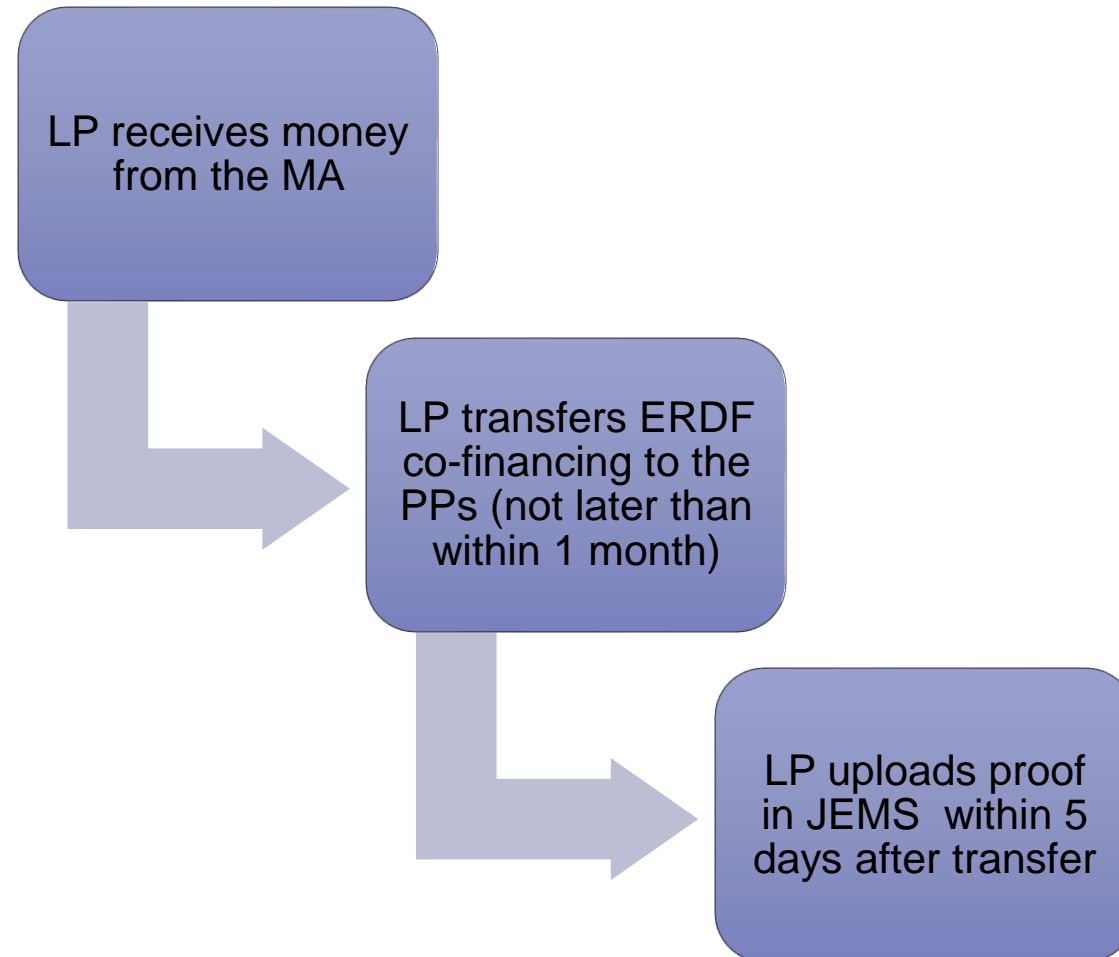 LP receives money
from the MA
LP transfers ERDF
co-financing to the
PPs (not later than
within 1 month)
LP uploads proof
in JEMS  within 5
days after transfer